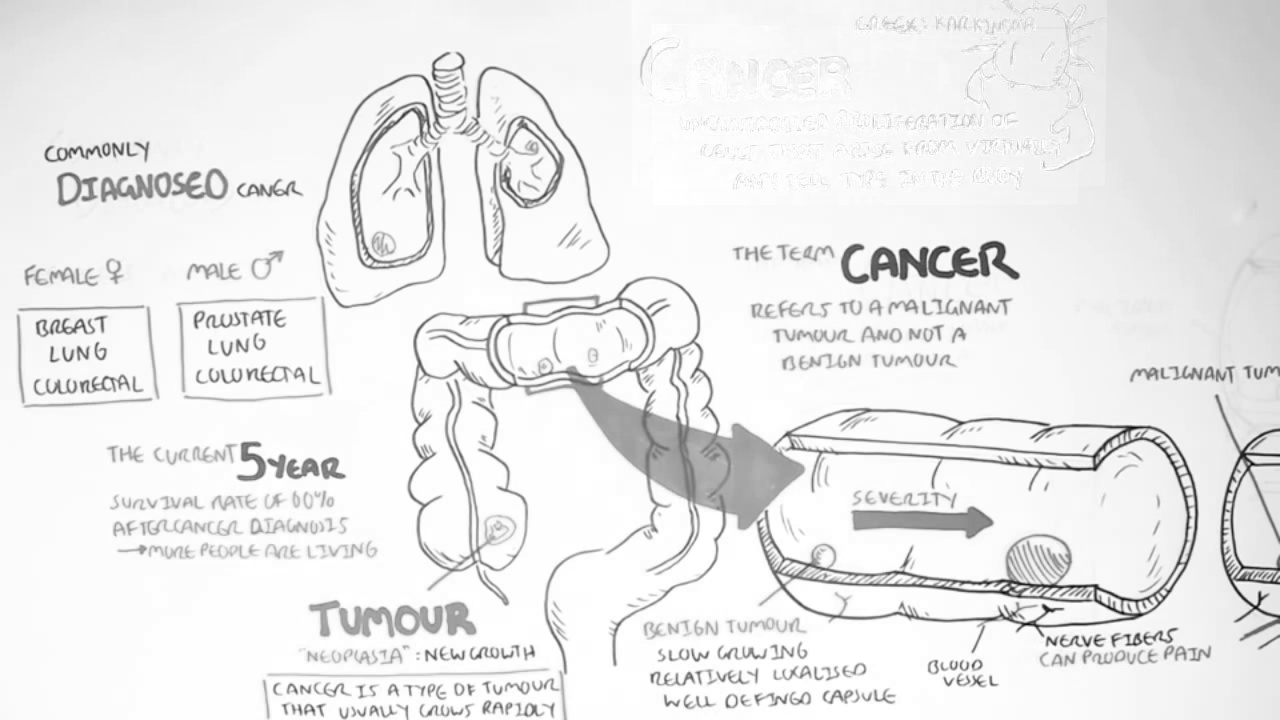 GREEK: KARKINOS
CANCER
UNCONTROLLED PROLIFERATION OF
CELLS THAT ARISE FROM VIRTUALLY
ANY CELL TYPE IN THE BODY
COMMONLY
DIAGNOSED CANER
FEMALE ♀ MALE ♂
BREAST
LUNG
COLORECTAL
PROSTATE
LUNG
COLORECTAL
THE TERM CANCER
REFERS TO A MALIGNANT
TUMOUR AND NOT A
BENIGN TUMOUR
MALIGNANT TUM
THE CURRENT 5 YEAR
SURVIVAL RATE OF 60%
AFTER CANCER DIAGNOSIS
→ MORE PEOPLE ARE LIVING
SEVERITY
TUMOUR
"NEOPLASIA" : NEW GROWTH
CANCER IS A TYPE OF TUMOUR
THAT USUALLY GROWS RAPIDLY
BENIGN TUMOUR
SLOW GROWING
RELATIVELY LOCALISED
WELL DEFINED CAPSULE
BLOOD
VESSEL
NERVE FIBERS
CAN PRODUCE PAIN